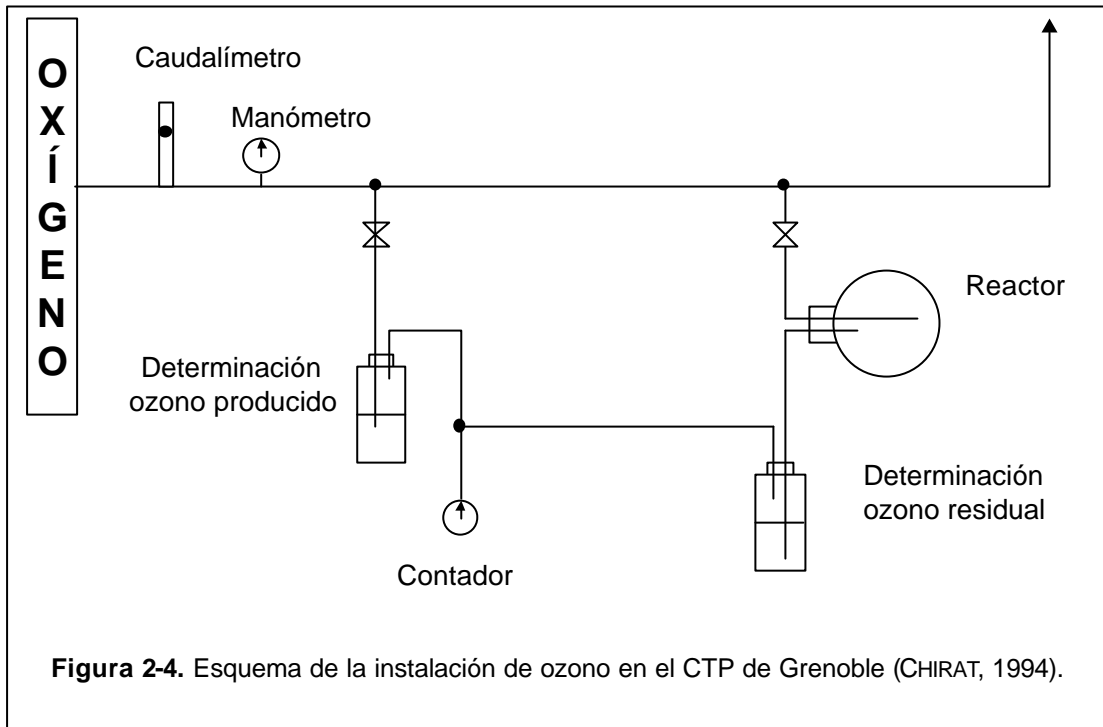 OXÍGENO
Caudalímetro
Manómetro
Reactor
Determinación
ozono producido
Determinación
ozono residual
Contador
Figura 2-4. Esquema de la instalación de ozono en el CTP de Grenoble (CHIRAT, 1994).